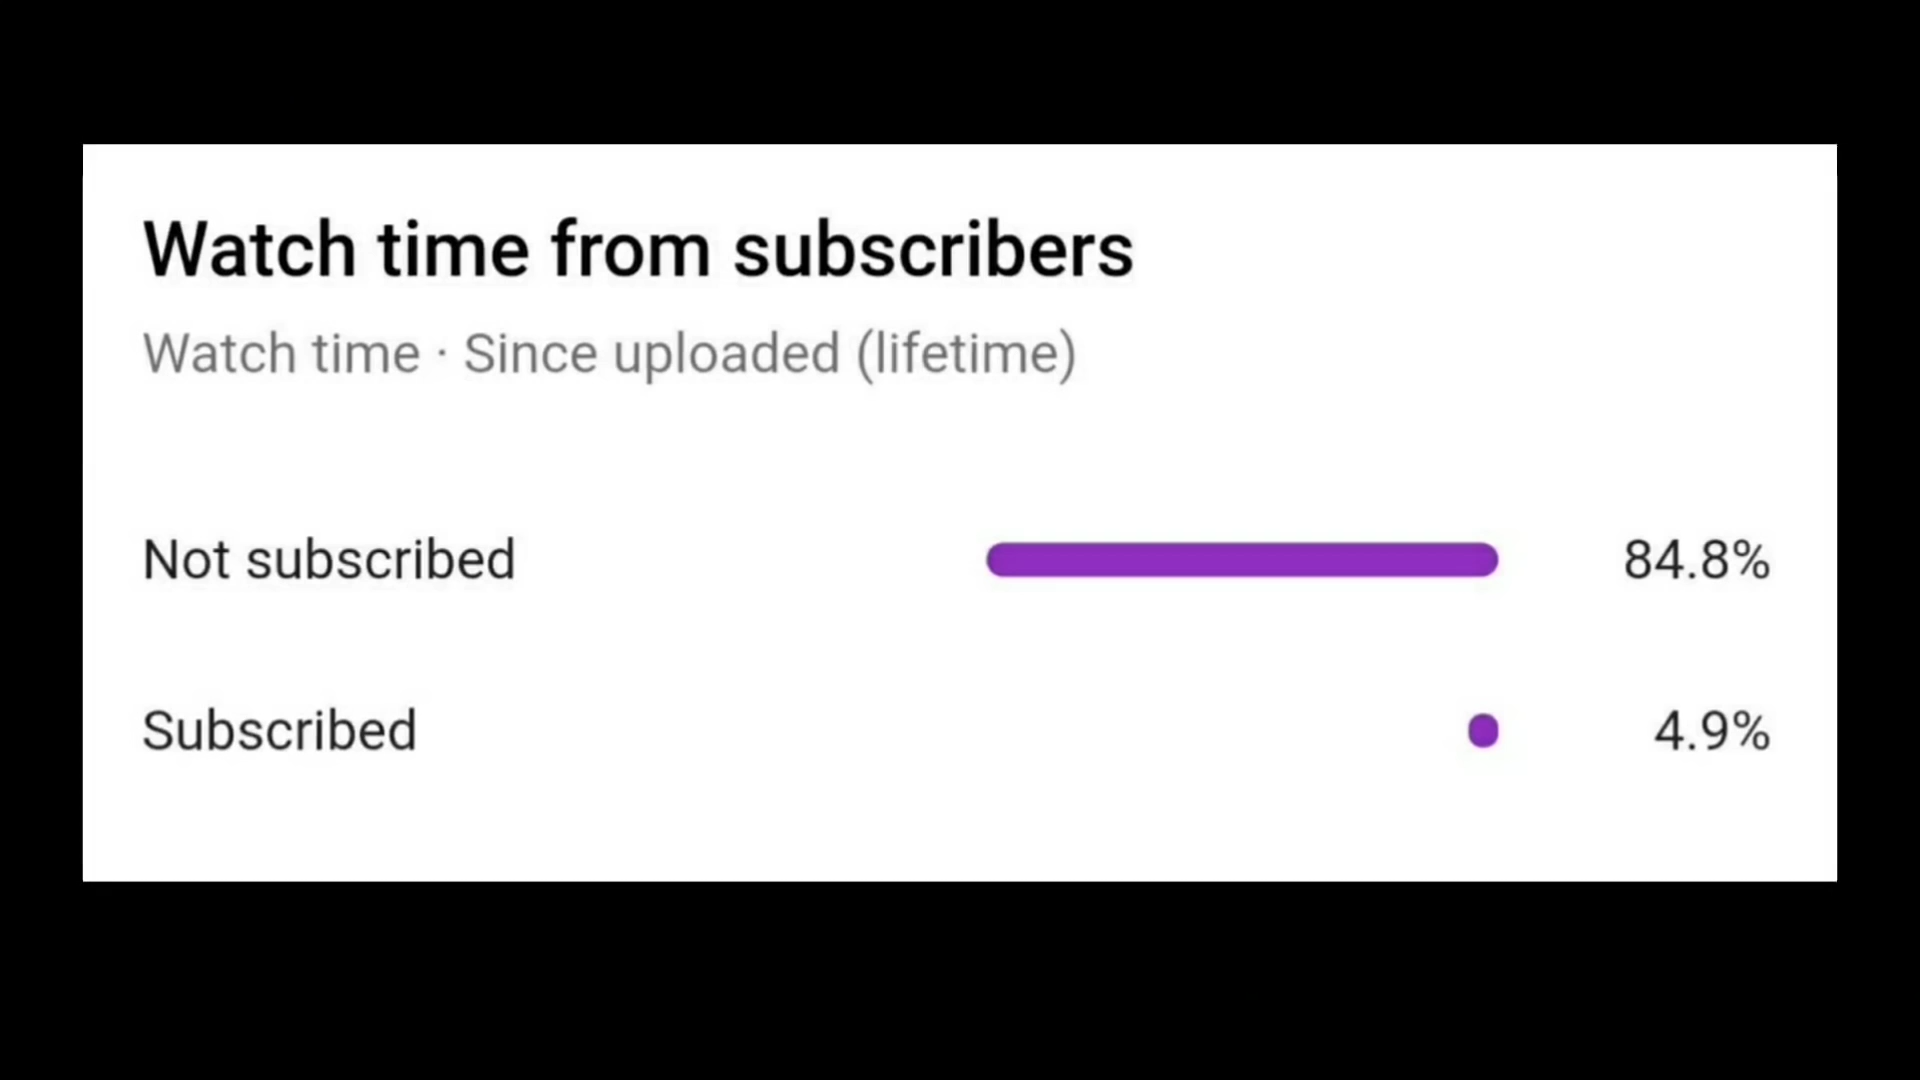 Watch time from subscribers
Watch time · Since uploaded (lifetime)
Not subscribed 84.8%
Subscribed 4.9%